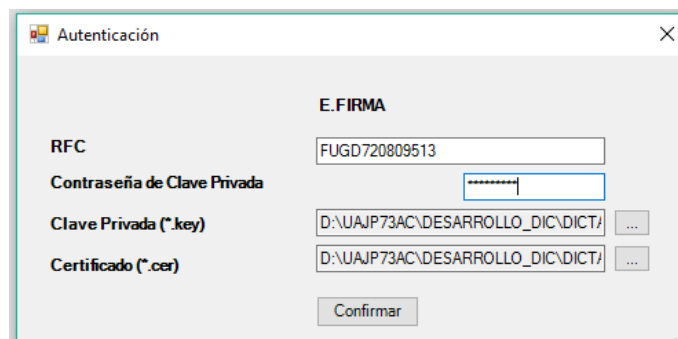 Autenticación
E.FIRMA
RFC FUGD720809513
Contraseña de Clave Privada *********
Clave Privada (*.key) D:\UAJP73AC\DESARROLLO_DIC\DICTA ...
Certificado (*.cer) D:\UAJP73AC\DESARROLLO_DIC\DICTA ...
Confirmar